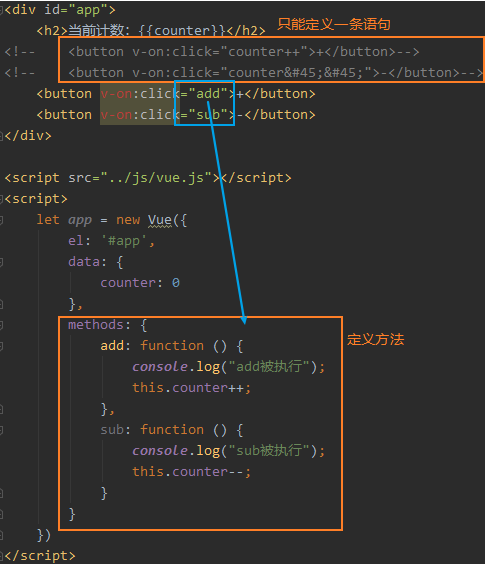 <div id="app">
<h2>当前计数: {{counter}}</h2>
只能定义一条语句
<!--    <button v-on:click="counter++">+</button>-->
<!--    <button v-on:click="counter&#45;&#45;">-</button>-->
<button v-on:click="add">+</button>
<button v-on:click="sub">-</button>
</div>
<script src="../js/vue.js"></script>
<script>
let app = new Vue({
el: '#app',
data: {
counter: 0
},
methods: {
定义方法
add: function () {
console.log("add被执行");
this.counter++;
},
sub: function () {
console.log("sub被执行");
this.counter--;
}
}
})
</script>